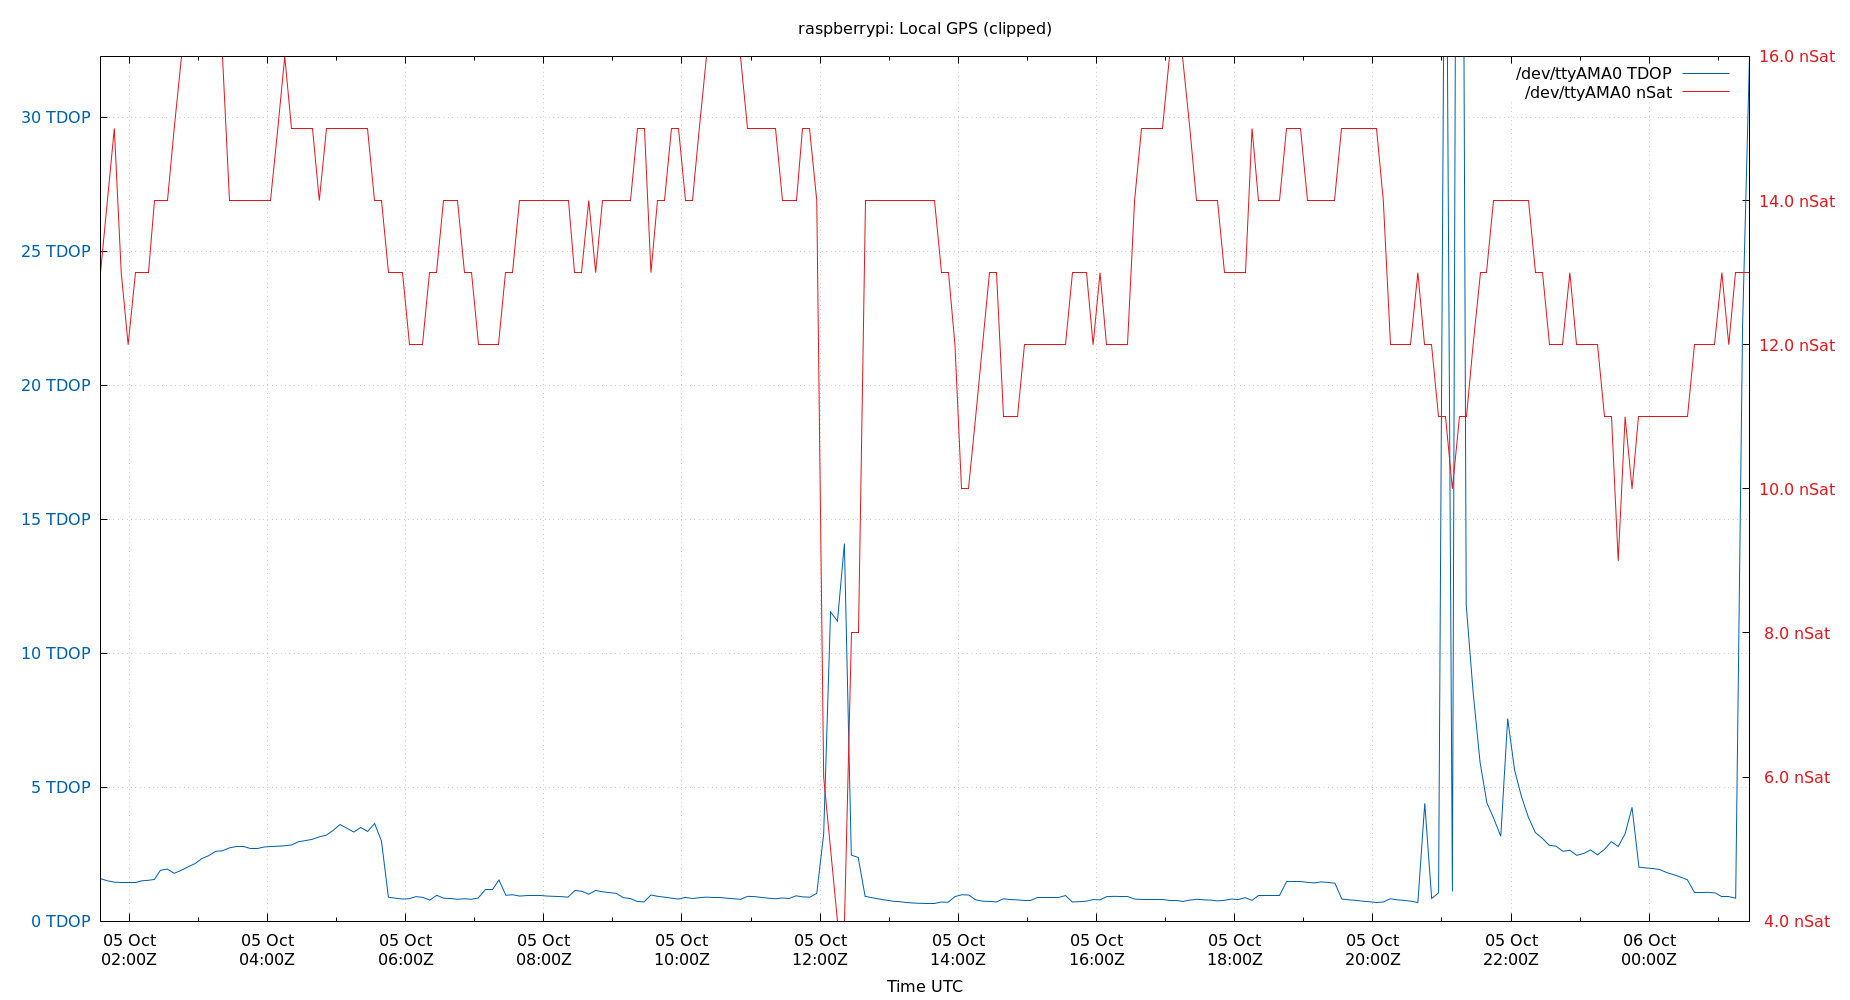 raspberrypi: Local GPS (clipped)
/dev/ttyAMA0 TDOP
/dev/ttyAMA0 nSat
30 TDOP
25 TDOP
20 TDOP
15 TDOP
10 TDOP
5 TDOP
0 TDOP
16.0 nSat
14.0 nSat
12.0 nSat
10.0 nSat
8.0 nSat
6.0 nSat
4.0 nSat
05 Oct
02:00Z
05 Oct
04:00Z
05 Oct
06:00Z
05 Oct
08:00Z
05 Oct
10:00Z
05 Oct
12:00Z
05 Oct
14:00Z
05 Oct
16:00Z
05 Oct
18:00Z
05 Oct
20:00Z
05 Oct
22:00Z
06 Oct
00:00Z
Time UTC